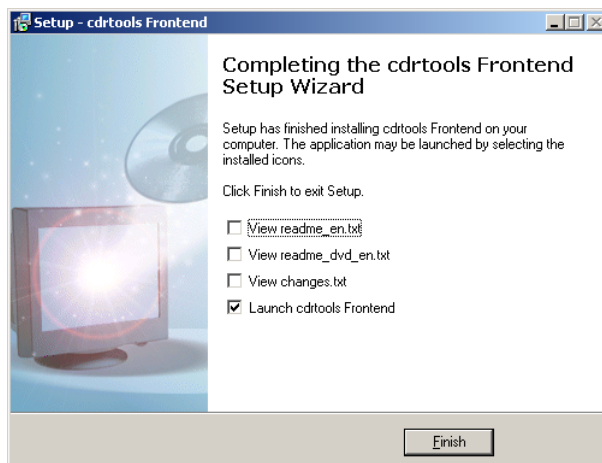 Setup - cdrtools Frontend
Completing the cdrtools Frontend
Setup Wizard
Setup has finished installing cdrtools Frontend on your
computer. The application may be launched by selecting the
installed icons.
Click Finish to exit Setup.
View readme_en.txt
View readme_dvd_en.txt
View changes.txt
Launch cdrtools Frontend
Finish